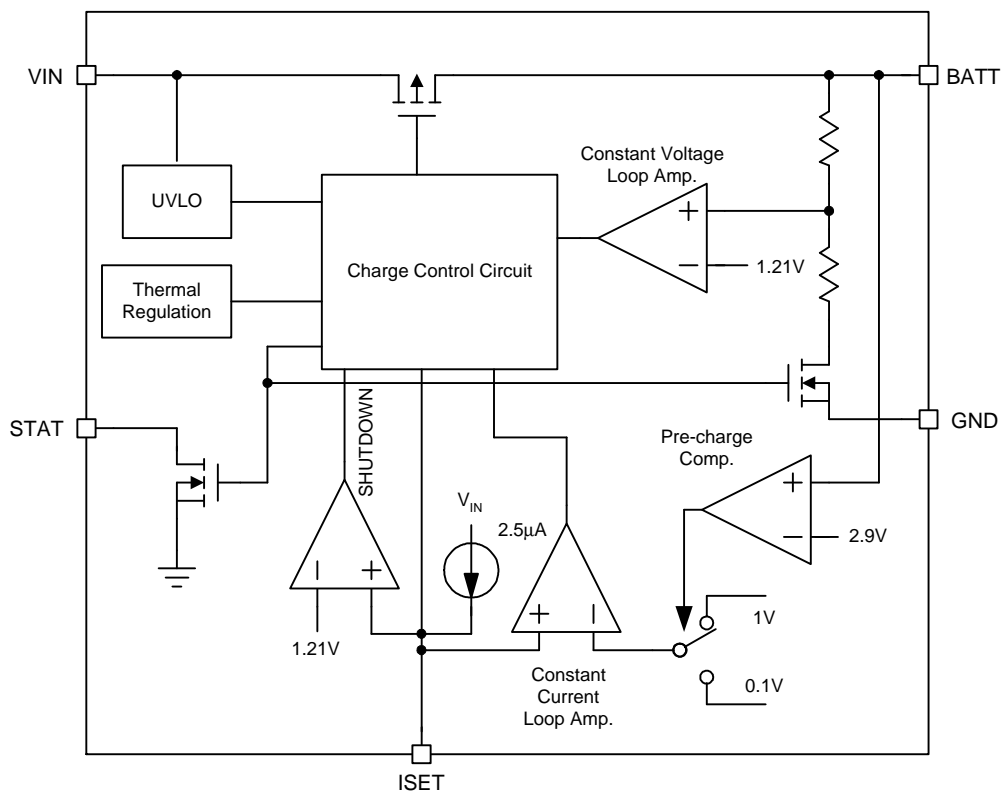 VIN
BATT
Constant Voltage
Loop Amp.
UVLO
+
Charge Control Circuit
−
1.21V
Thermal
Regulation
SHUTDOWN
STAT
GND
Pre-charge
Comp.
+
VIN
2.5µA
−
2.9V
−
+
+
−
1V
1.21V
0.1V
Constant
Current
Loop Amp.
ISET